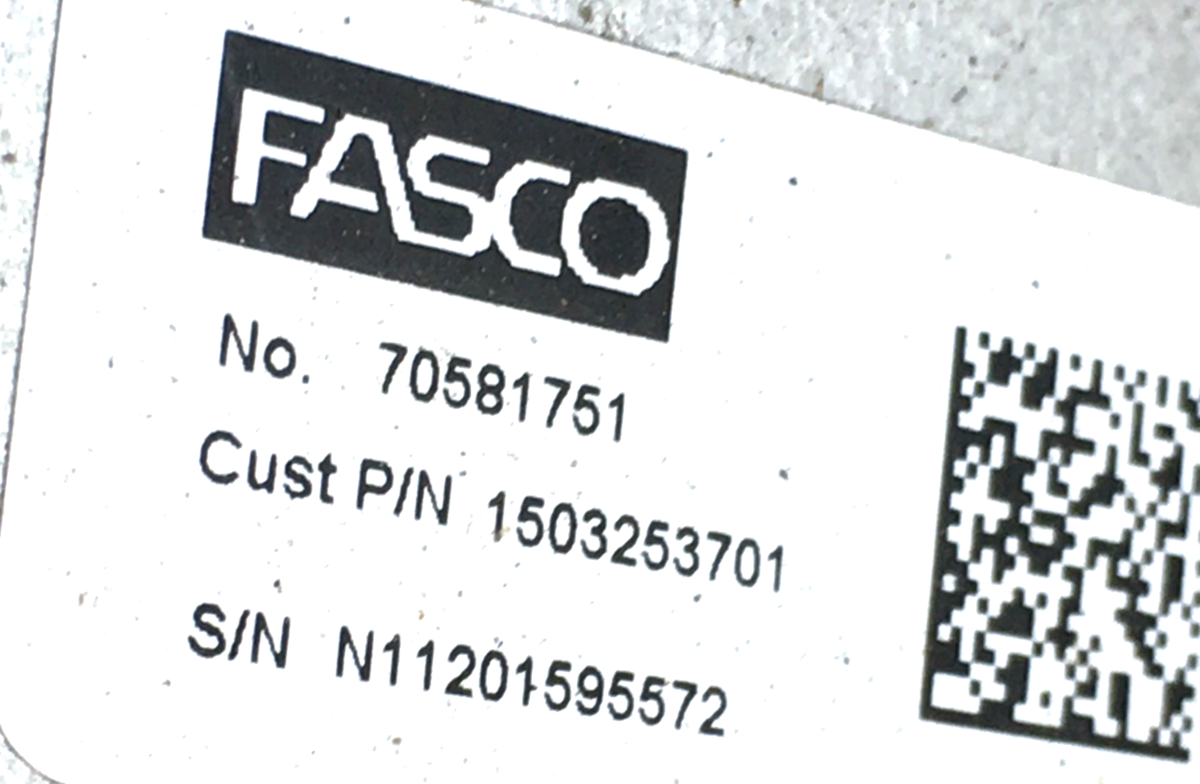 FASCO
No. 70581751
Cust P/N 1503253701
S/N N11201595572